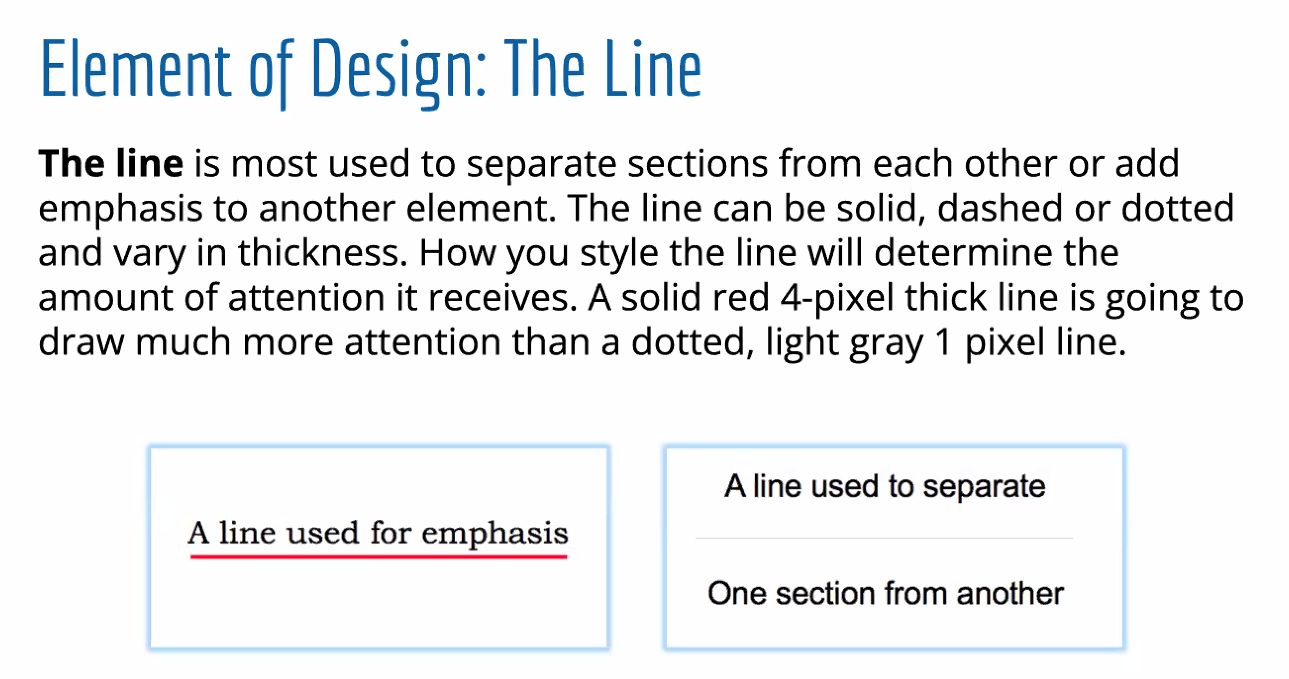 Element of Design: The Line
The line is most used to separate sections from each other or add
emphasis to another element. The line can be solid, dashed or dotted
and vary in thickness. How you style the line will determine the
amount of attention it receives. A solid red 4-pixel thick line is going to
draw much more attention than a dotted, light gray 1 pixel line.
A line used for emphasis
A line used to separate
One section from another